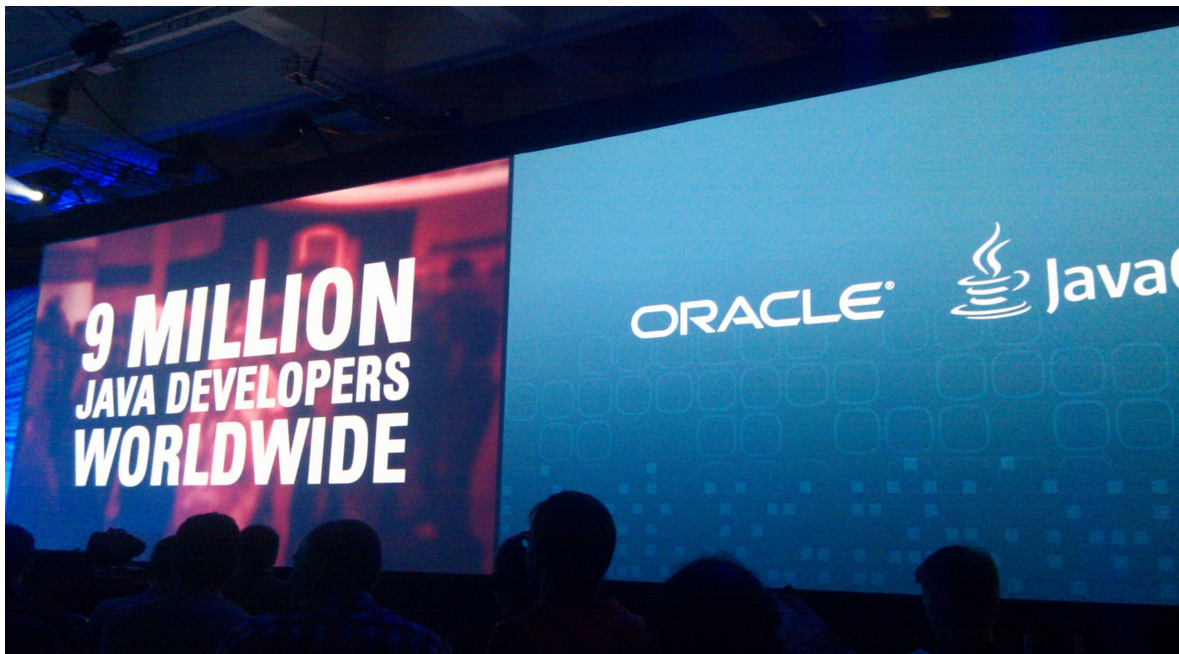 9 MILLION
JAVA DEVELOPERS
WORLDWIDE
ORACLE®
Java